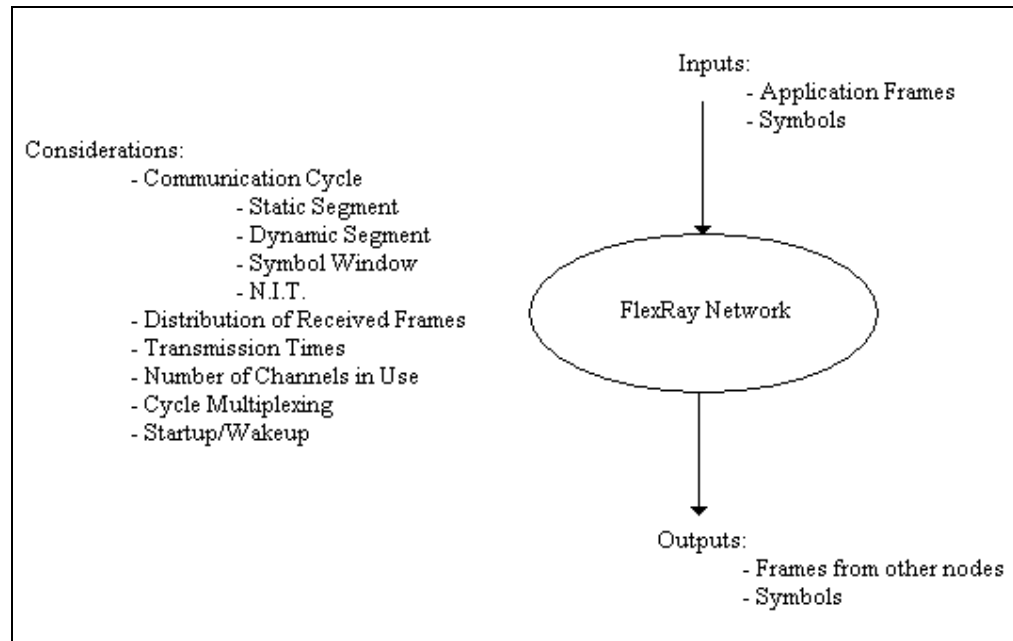 Inputs:
- Application Frames
- Symbols
Considerations:
- Communication Cycle
- Static Segment
- Dynamic Segment
- Symbol Window
- N.I.T.
- Distribution of Received Frames
- Transmission Times
- Number of Channels in Use
- Cycle Multiplexing
- Startup/Wakeup
FlexRay Network
Outputs:
- Frames from other nodes
- Symbols